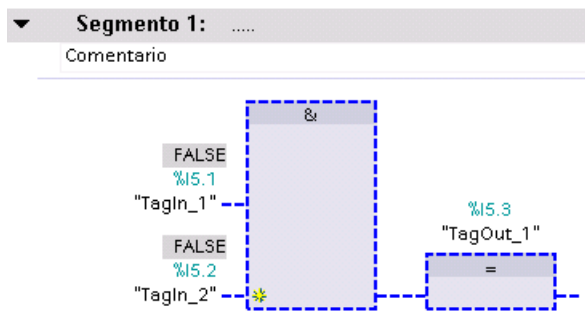 Segmento 1: .....
Comentario
&
FALSE
%I5.1
"TagIn_1"
%I5.3
"TagOut_1"
=
FALSE
%I5.2
"TagIn_2"